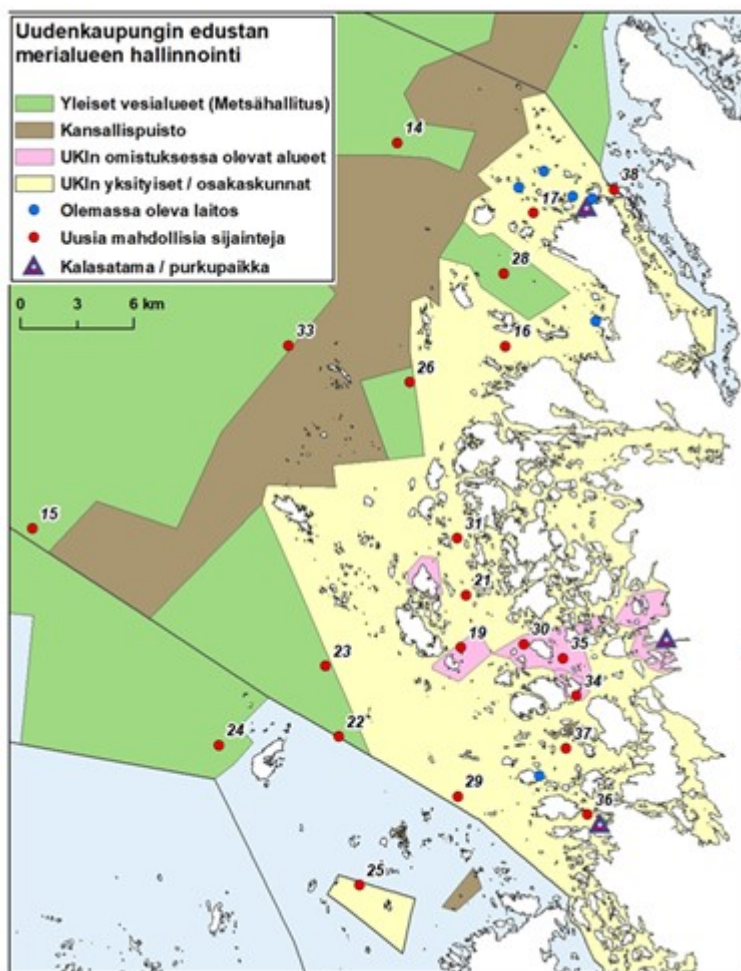 Uudenkaupungin edustan
merialueen hallinnointi
Yleiset vesialueet (Metsähallitus)
Kansallispuisto
UKIn omistuksessa olevat alueet
UKIn yksityiset / osakaskunnat
Olemassa oleva laitos
Uusia mahdollisia sijainteja
Kalasatama / purkupaikka
0 3 6 km
14
38
17
28
33
16
26
15
31
21
19
30
35
23
34
22
24
37
29
36
25